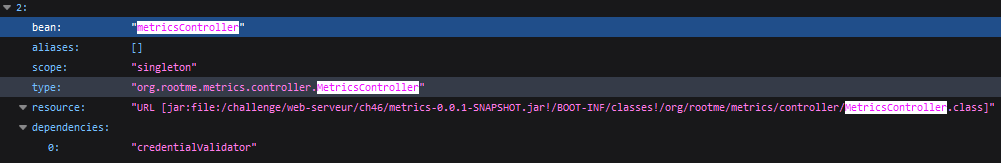 2:
bean: "metricsController"
aliases: []
scope: "singleton"
type: "org.rootme.metrics.controller.MetricsController"
resource: "URL [jar:file:/challenge/web-serveur/ch46/metrics-0.0.1-SNAPSHOT.jar!/BOOT-INF/classes!/org/rootme/metrics/controller/MetricsController.class]"
dependencies:
0: "credentialValidator"